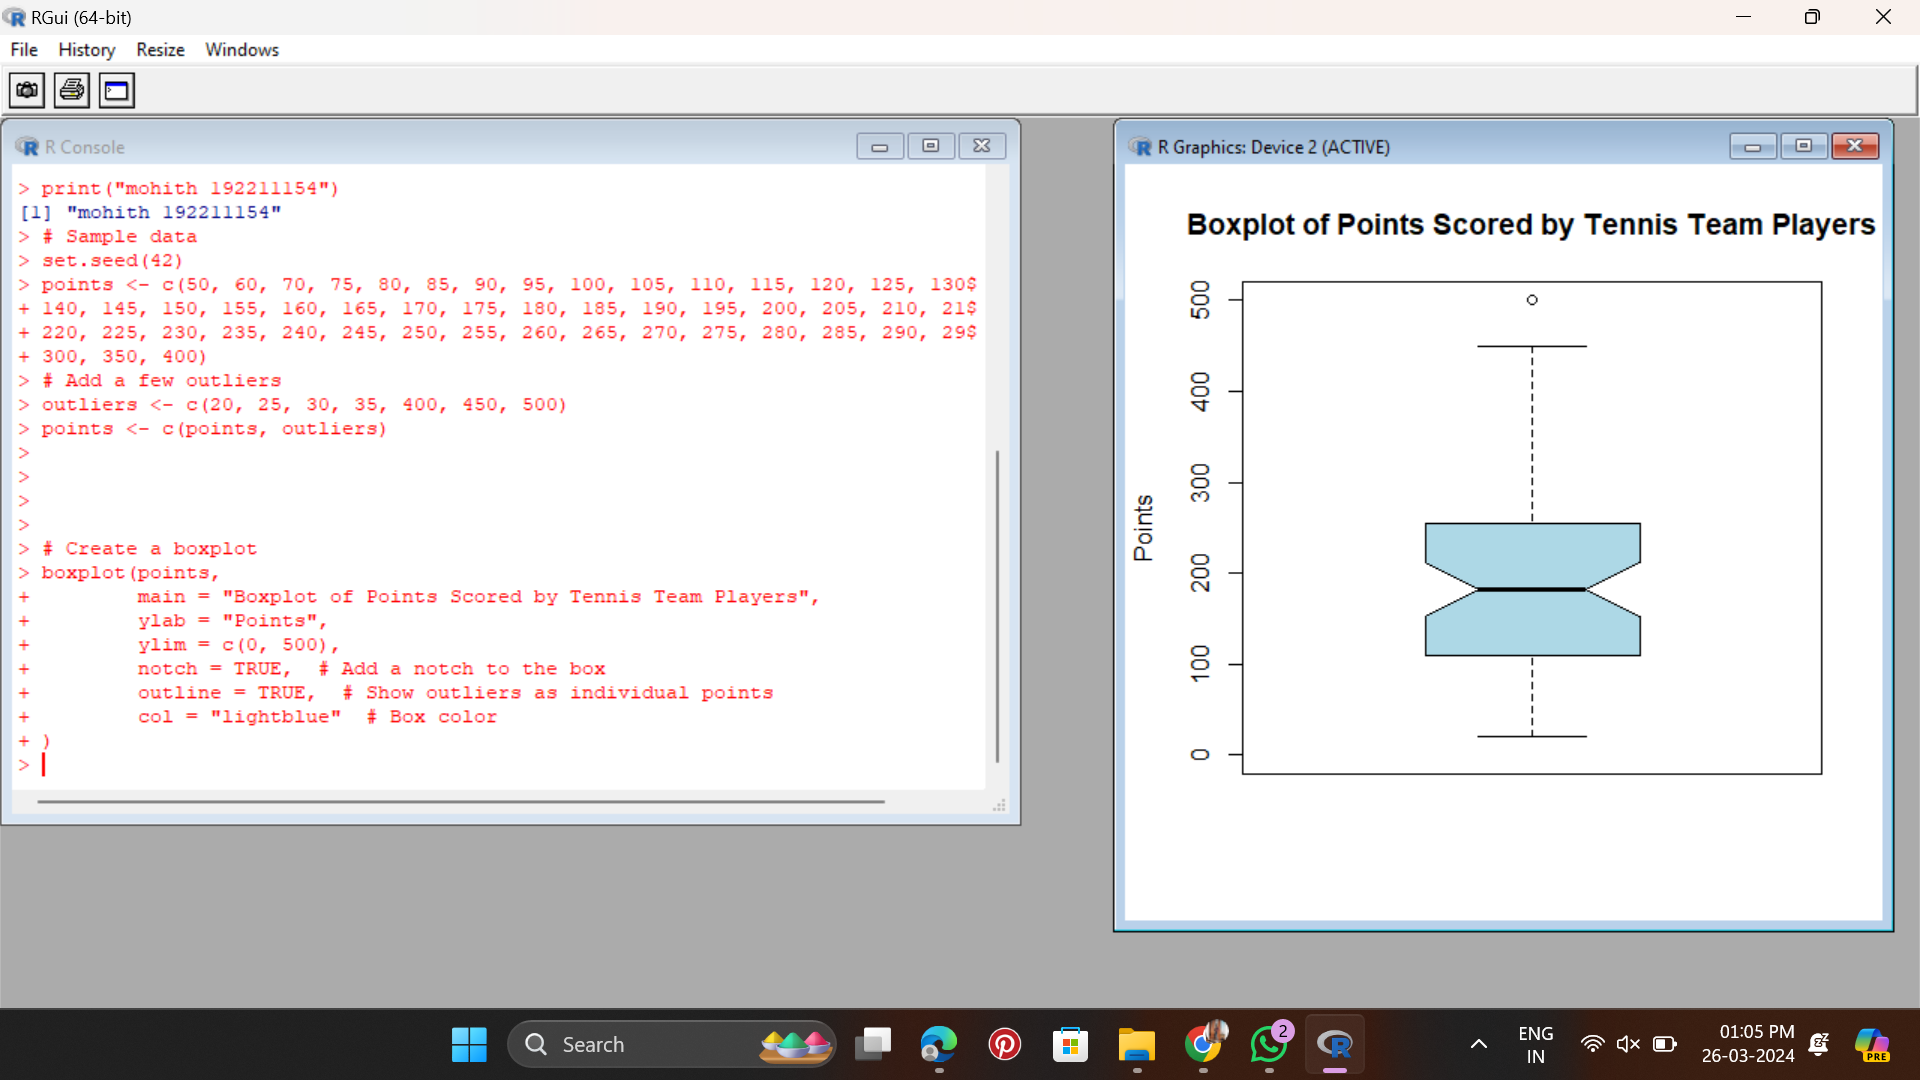 RGui (64-bit)
File History Resize Windows
R Console
> print("mohith 192211154")
[1] "mohith 192211154"
> # Sample data
> set.seed(42)
> points <- c(50, 60, 70, 75, 80, 85, 90, 95, 100, 105, 110, 115, 120, 125, 130$
+ 140, 145, 150, 155, 160, 165, 170, 175, 180, 185, 190, 195, 200, 205, 210, 21$
+ 220, 225, 230, 235, 240, 245, 250, 255, 260, 265, 270, 275, 280, 285, 290, 29$
+ 300, 350, 400)
> # Add a few outliers
> outliers <- c(20, 25, 30, 35, 400, 450, 500)
> points <- c(points, outliers)
>
>
>
>
> # Create a boxplot
> boxplot(points,
+ main = "Boxplot of Points Scored by Tennis Team Players",
+ ylab = "Points",
+ ylim = c(0, 500),
+ notch = TRUE, # Add a notch to the box
+ outline = TRUE, # Show outliers as individual points
+ col = "lightblue" # Box color
+ )
>
R Graphics: Device 2 (ACTIVE)
Boxplot of Points Scored by Tennis Team Players
Points
500
400
300
200
100
0
Search
2
ENG
IN
01:05 PM
26-03-2024
PRE